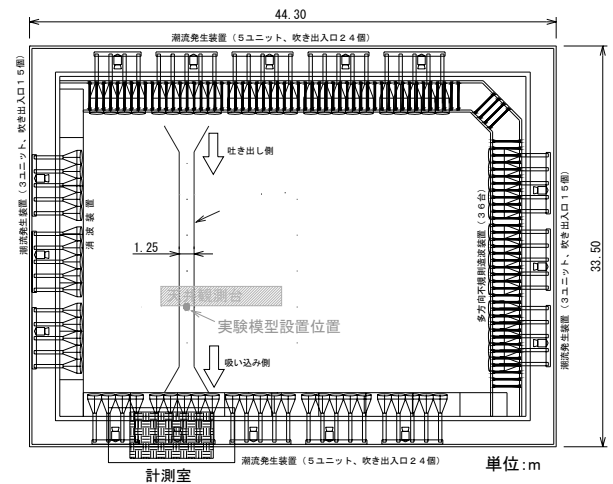 44.30
潮流発生装置（５ユニット、吹き出入口２４個）
潮流発生装置（３ユニット、吹き出入口１５個）
消波装置
吐き出し側
1.25
天井観測台
実験模型設置位置
吸い込み側
多方向不規則造波装置（３６台）
潮流発生装置（３ユニット、吹き出入口１５個）
33.50
潮流発生装置（５ユニット、吹き出入口２４個）
計測室
単位:m